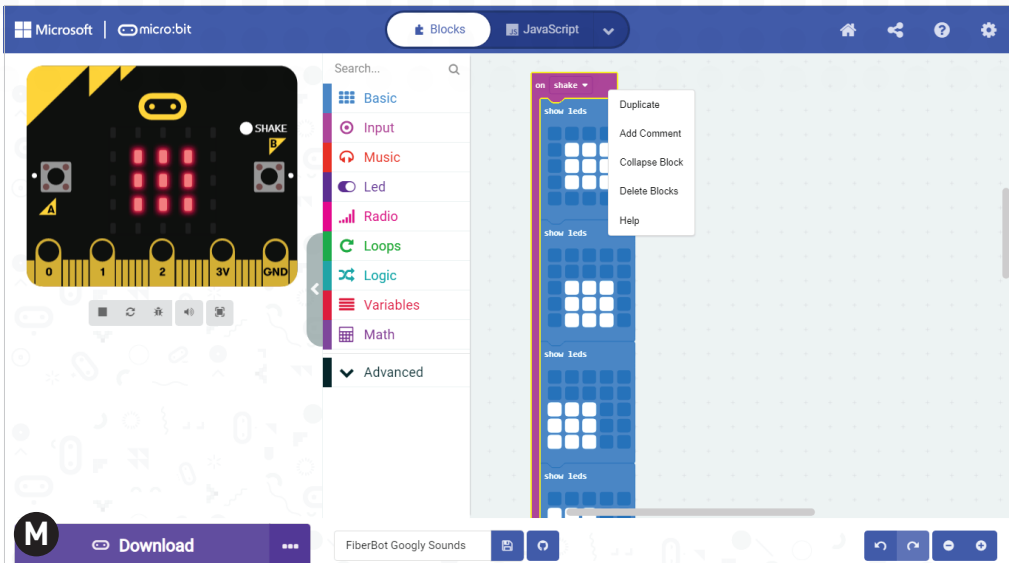 Microsoft
micro:bit
Blocks
JS JavaScript
Search...
Basic
Input
Music
Led
Radio
Loops
Logic
Variables
Math
Advanced
SHAKE
B
A
0 1 2 3V GND
on shake
show leds
Duplicate
Add Comment
Collapse Block
Delete Blocks
Help
show leds
show leds
show leds
M
Download
FiberBot Googly Sounds